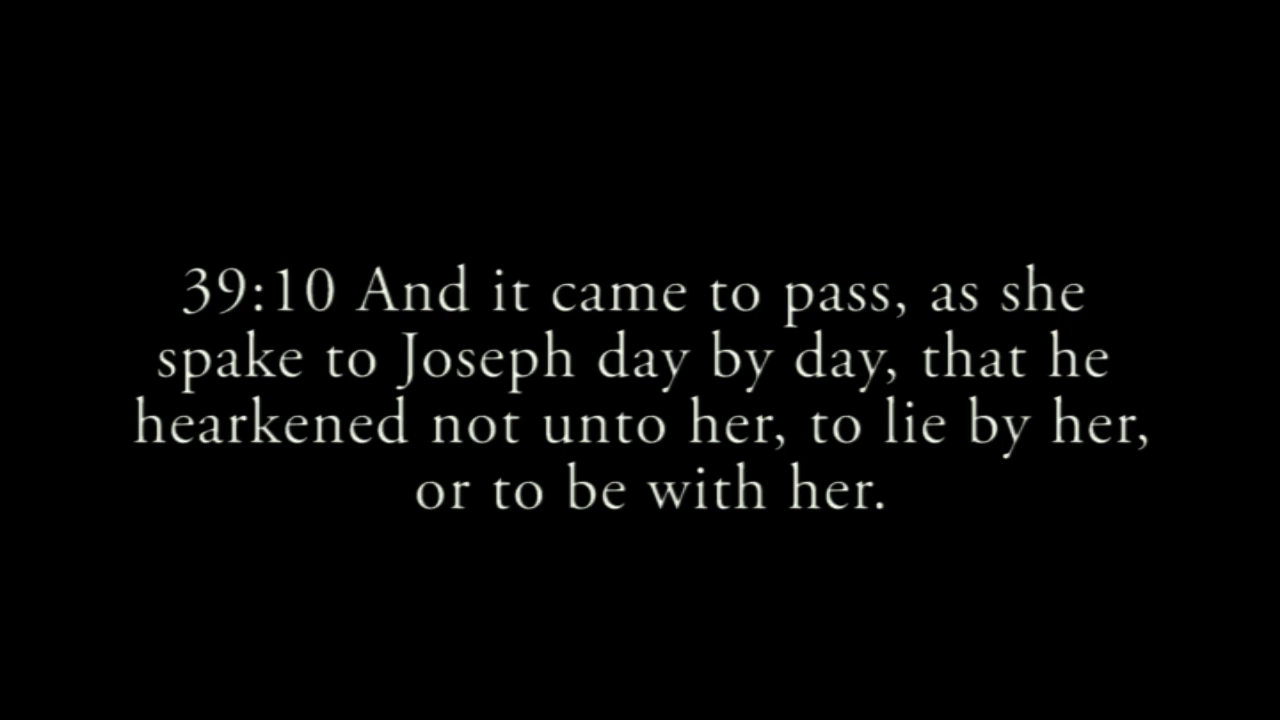 39:10 And it came to pass, as she
spake to Joseph day by day, that he
hearkened not unto her, to lie by her,
or to be with her.